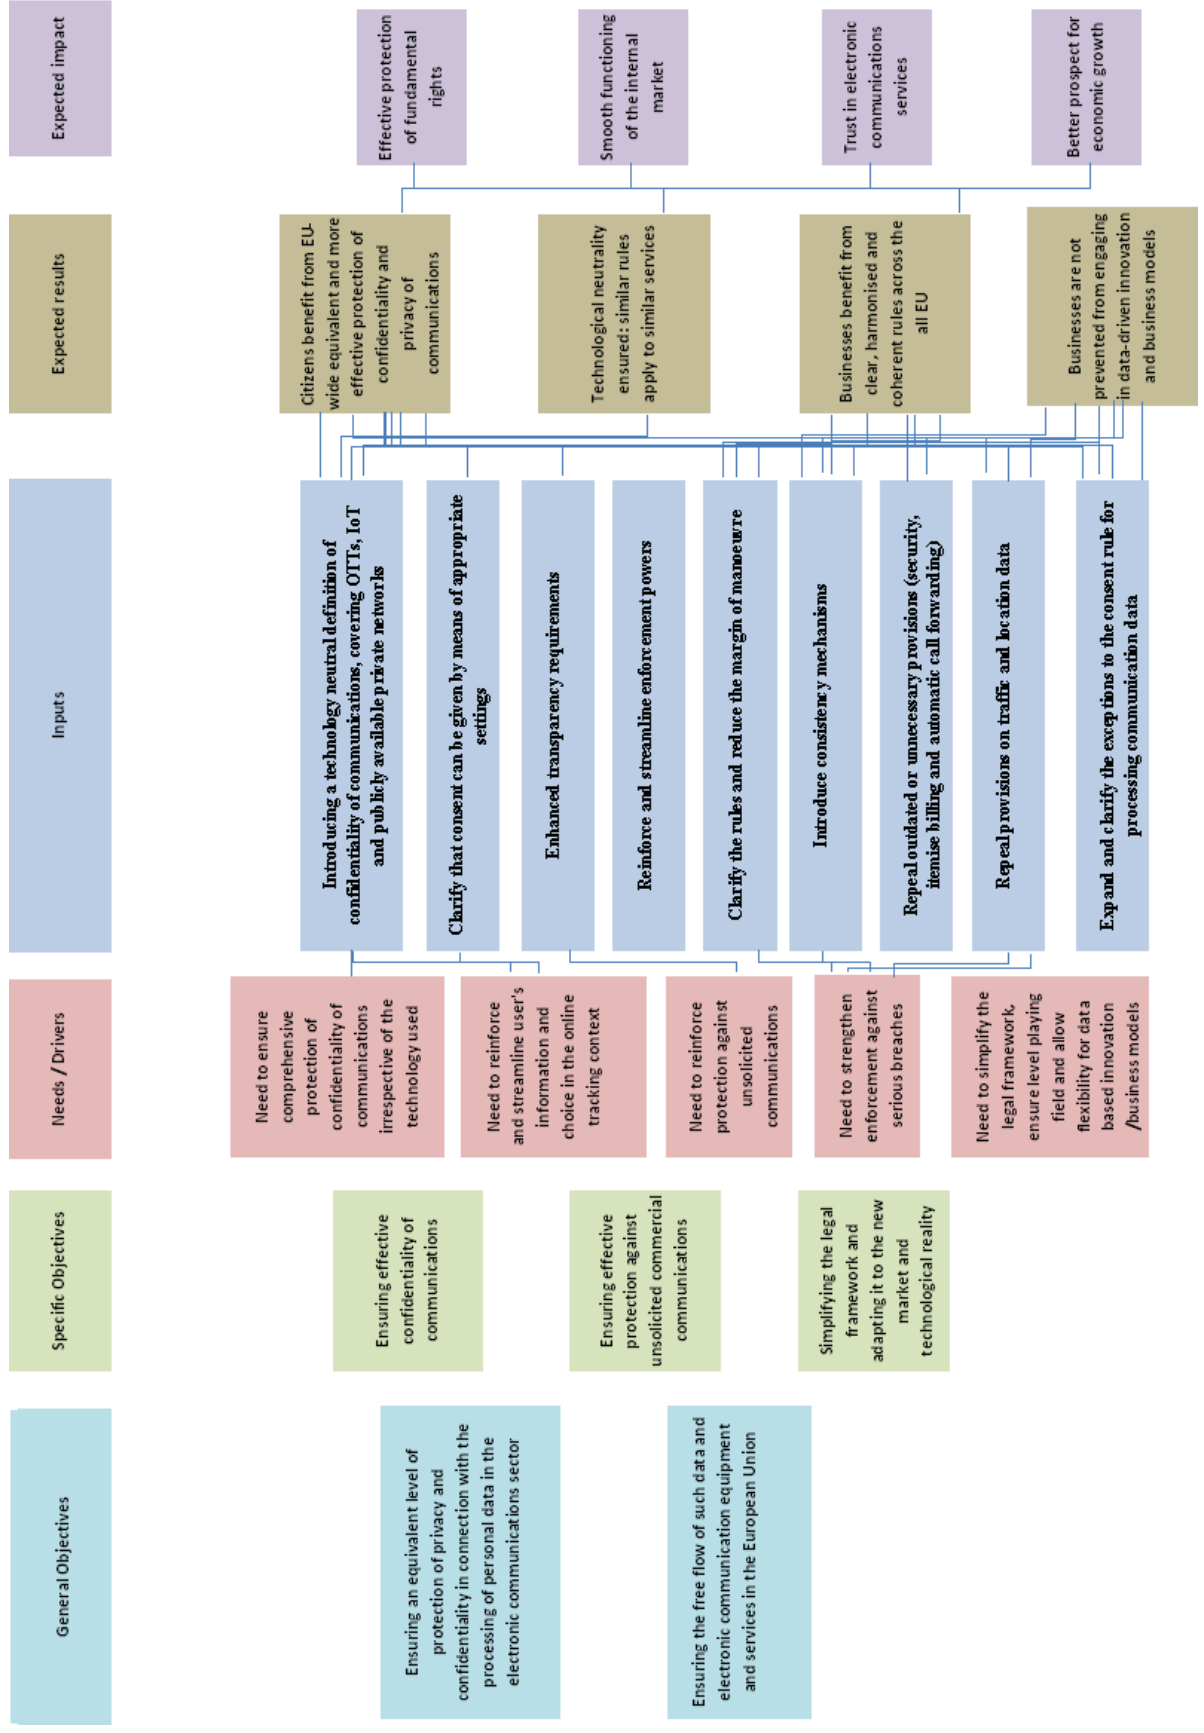 General Objectives
Specific Objectives
Needs / Drivers
Inputs
Expected results
Expected impact
Ensuring an equivalent level of
protection of privacy and
confidentiality in connection with the
processing of personal data in the
electronic communications sector
Ensuring the free flow of such data and
electronic communication equipment
and services in the European Union
Ensuring effective
confidentiality of
communications
Ensuring effective
protection against
unsolicited commercial
communications
Simplifying the legal
framework and
adapting it to the new
market and
technological reality
Need to ensure
comprehensive
protection of
confidentiality of
communications
irrespective of the
technology used
Need to reinforce
and streamline user's
information and
choice in the online
tracking context
Need to reinforce
protection against
unsolicited
communications
Need to strengthen
enforcement against
serious breaches
Need to simplify the
legal framework,
ensure level playing
field and allow
flexibility for data
based innovation
/business models
Introducing a technology neutral definition of
confidentiality of communications, covering OTTs, IoT
and publicly available private networks
Clarify that consent can be given by means of appropriate
settings
Enhanced transparency requirements
Reinforce and streamline enforcement powers
Clarify the rules and reduce the margin of manoeuvre
Introduce consistency mechanisms
Repeal outdated or unnecessary provisions (security,
itemise billing and automatic call forwarding)
Repeal provisions on traffic and location data
Expand and clarify the exceptions to the consent rule for
processing communication data
Citizens benefit from EU-
wide equivalent and more
effective protection of
confidentiality and
privacy of
communications
Technological neutrality
ensured: similar rules
apply to similar services
Businesses benefit from
clear, harmonised and
coherent rules across the
all EU
Businesses are not
prevented from engaging
in data-driven innovation
and business models
Effective protection
of fundamental
rights
Smooth functioning
of the internal
market
Trust in electronic
communications
services
Better prospect for
economic growth